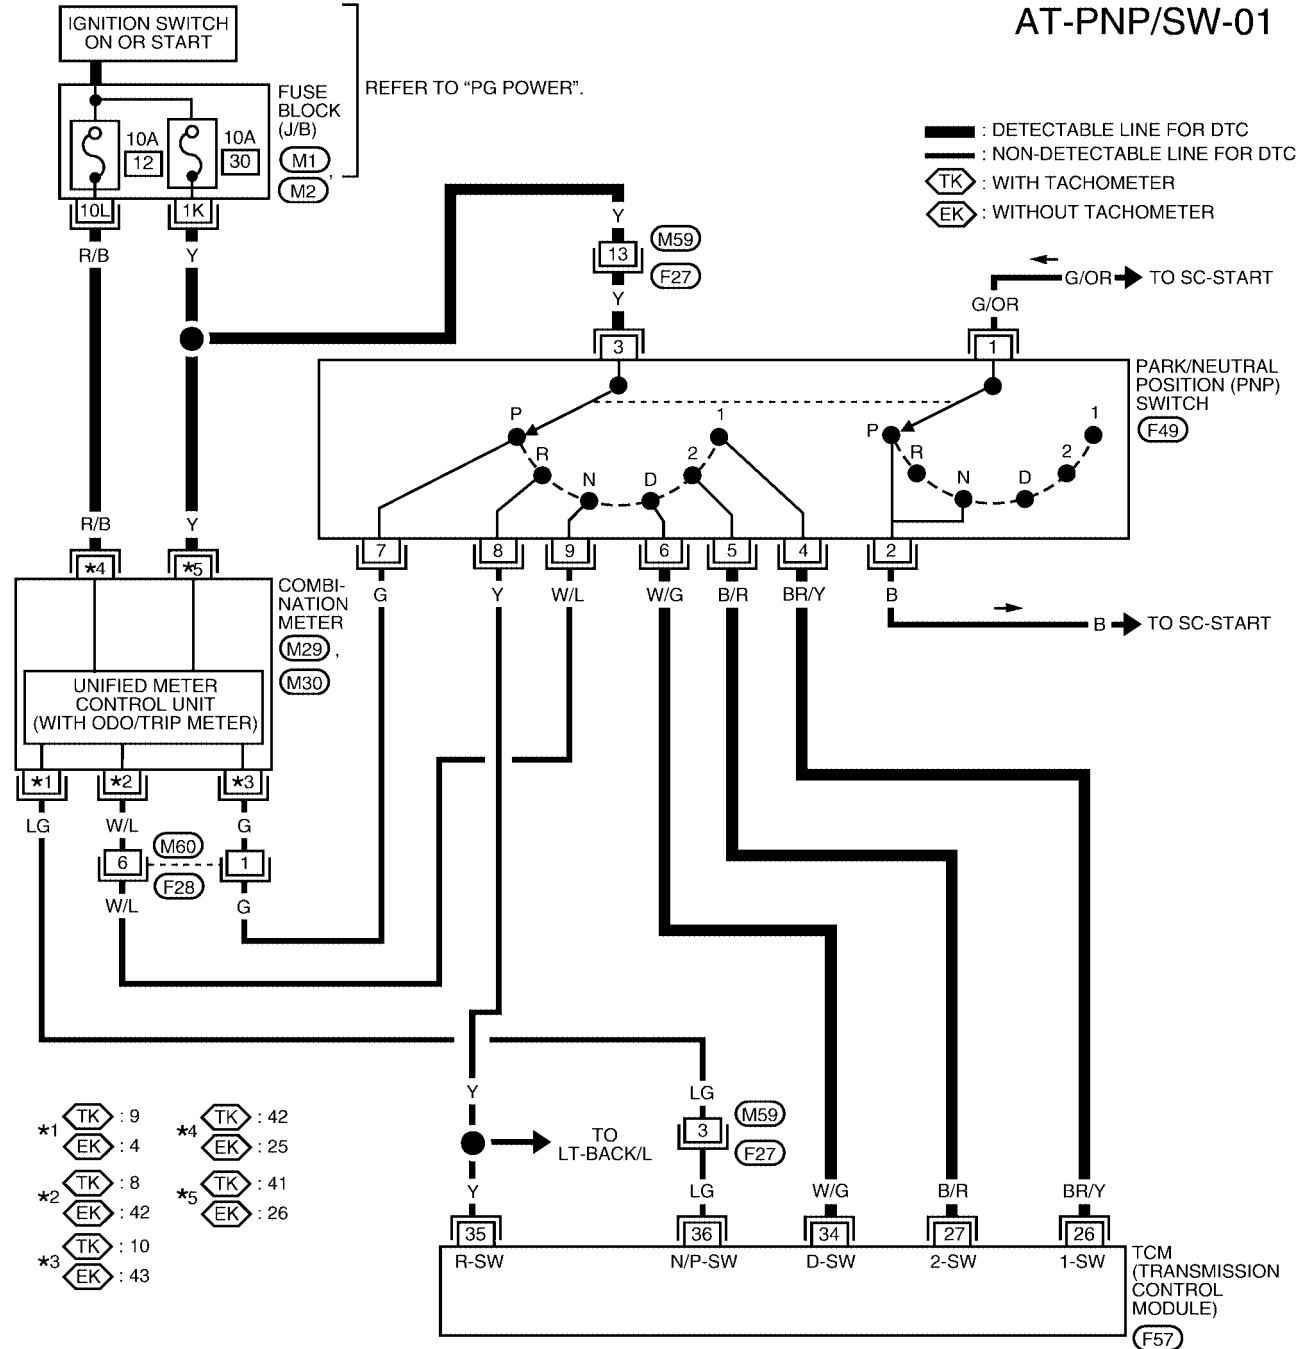 AT-PNP/SW-01
IGNITION SWITCH
ON OR START
REFER TO “PG POWER”.
FUSE
BLOCK
(J/B)
M1 ,
M2
10A
12
10A
30
10L
1K
R/B
Y
: DETECTABLE LINE FOR DTC
: NON-DETECTABLE LINE FOR DTC
TK : WITH TACHOMETER
EK : WITHOUT TACHOMETER
Y
13
M59
F27
Y
3
G/OR
TO SC-START
G/OR
1
PARK/NEUTRAL
POSITION (PNP)
SWITCH
F49
P
R
N
D
2
1
P
R
N
D
2
1
7
8
9
6
5
4
2
G
Y
W/L
W/G
B/R
BR/Y
B
B
TO SC-START
R/B
Y
★4
★5
COMBI-
NATION
METER
M29 ,
M30
UNIFIED METER
CONTROL UNIT
(WITH ODO/TRIP METER)
★1
★2
★3
LG
W/L
G
6
M60
F28
1
W/L
G
Y
TO
LT-BACK/L
Y
LG
3
M59
F27
LG
W/G
B/R
BR/Y
★1 TK : 9
EK : 4
★2 TK : 8
EK : 42
★3 TK : 10
EK : 43
★4 TK : 42
EK : 25
★5 TK : 41
EK : 26
35
36
34
27
26
R-SW
N/P-SW
D-SW
2-SW
1-SW
TCM
(TRANSMISSION
CONTROL
MODULE)
F57